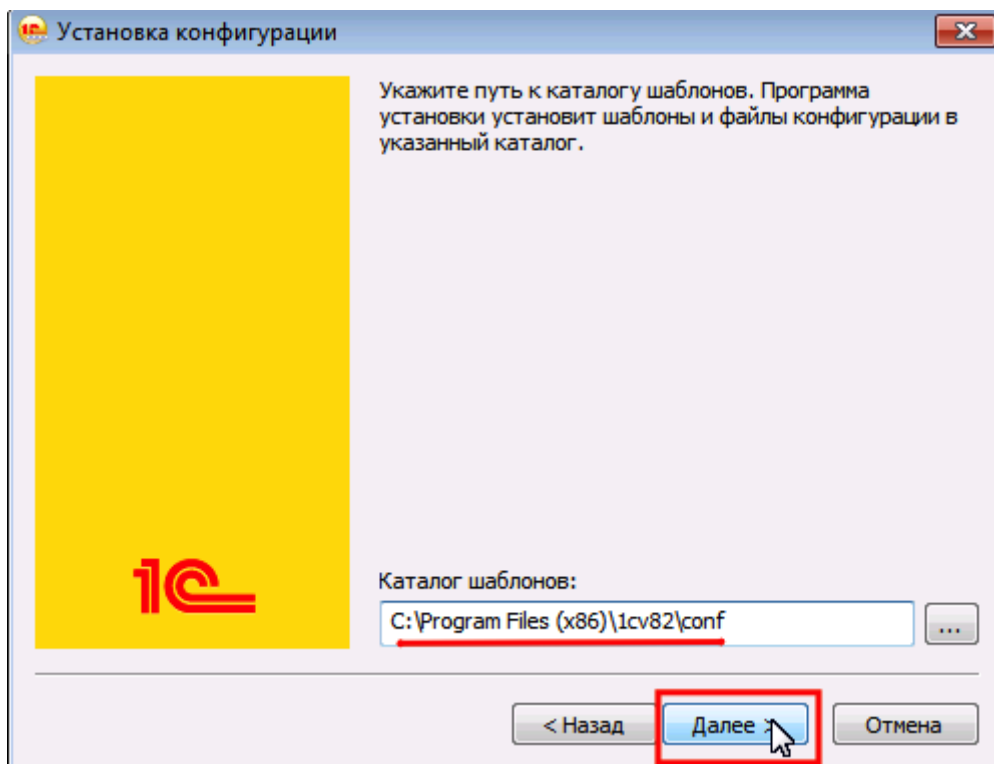 Установка конфигурации
Укажите путь к каталогу шаблонов. Программа
установки установит шаблоны и файлы конфигурации в
указанный каталог.
1С
Каталог шаблонов:
C:\Program Files (x86)\1cv82\conf
...
< Назад
Далее >
Отмена